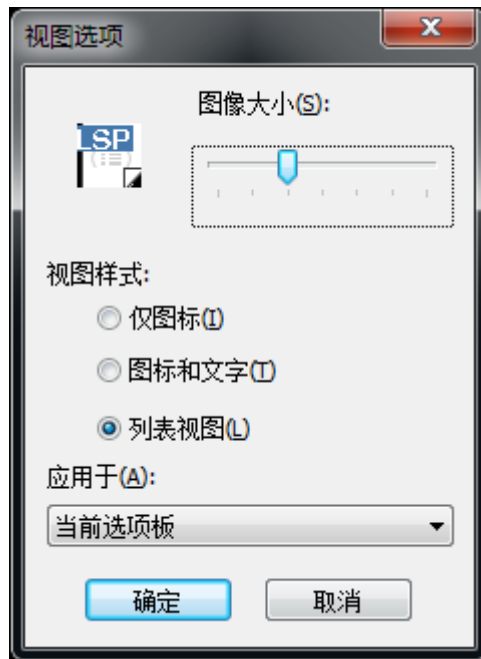 视图选项
图像大小(S):
LSP
视图样式:
仅图标(I)
图标和文字(T)
列表视图(L)
应用于(A):
当前选项板
确定 取消